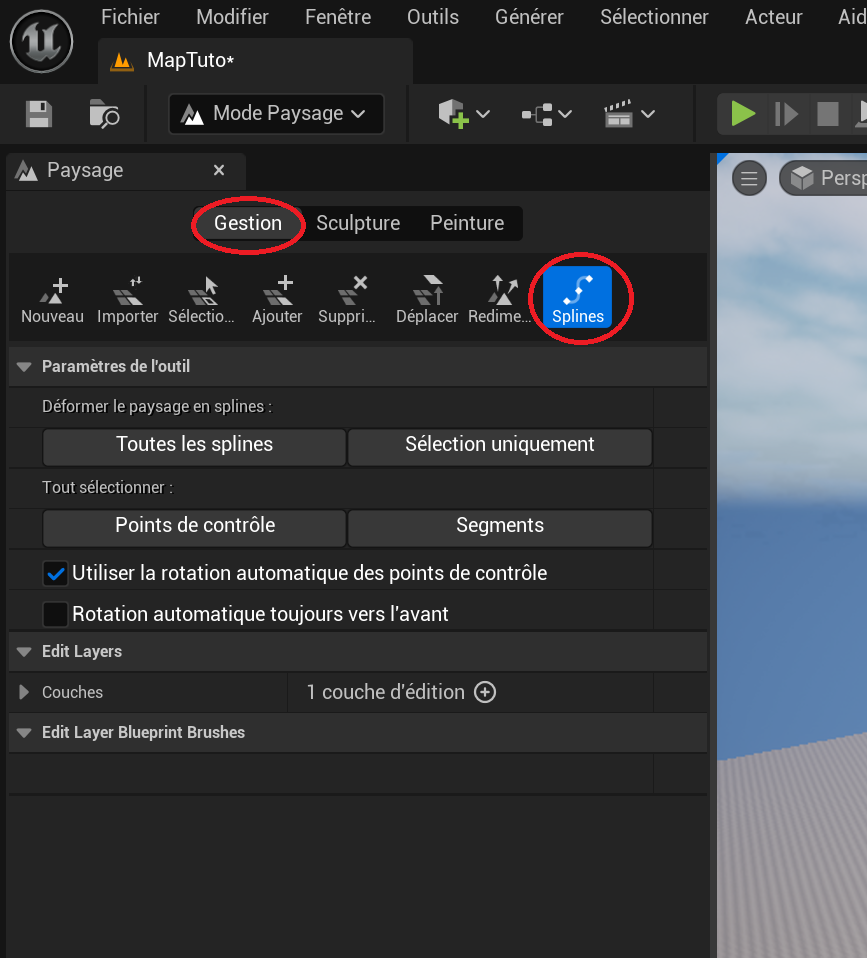 Fichier Modifier Fenêtre Outils Générer Sélectionner Acteur
MapTuto*
Mode Paysage
Paysage
Gestion Sculpture Peinture
Nouveau Importer Sélectio... Ajouter Suppri... Déplacer Redime... Splines
Paramètres de l'outil
Déformer le paysage en splines :
Toutes les splines Sélection uniquement
Tout sélectionner :
Points de contrôle Segments
Utiliser la rotation automatique des points de contrôle
Rotation automatique toujours vers l'avant
Edit Layers
Couches 1 couche d'édition
Edit Layer Blueprint Brushes